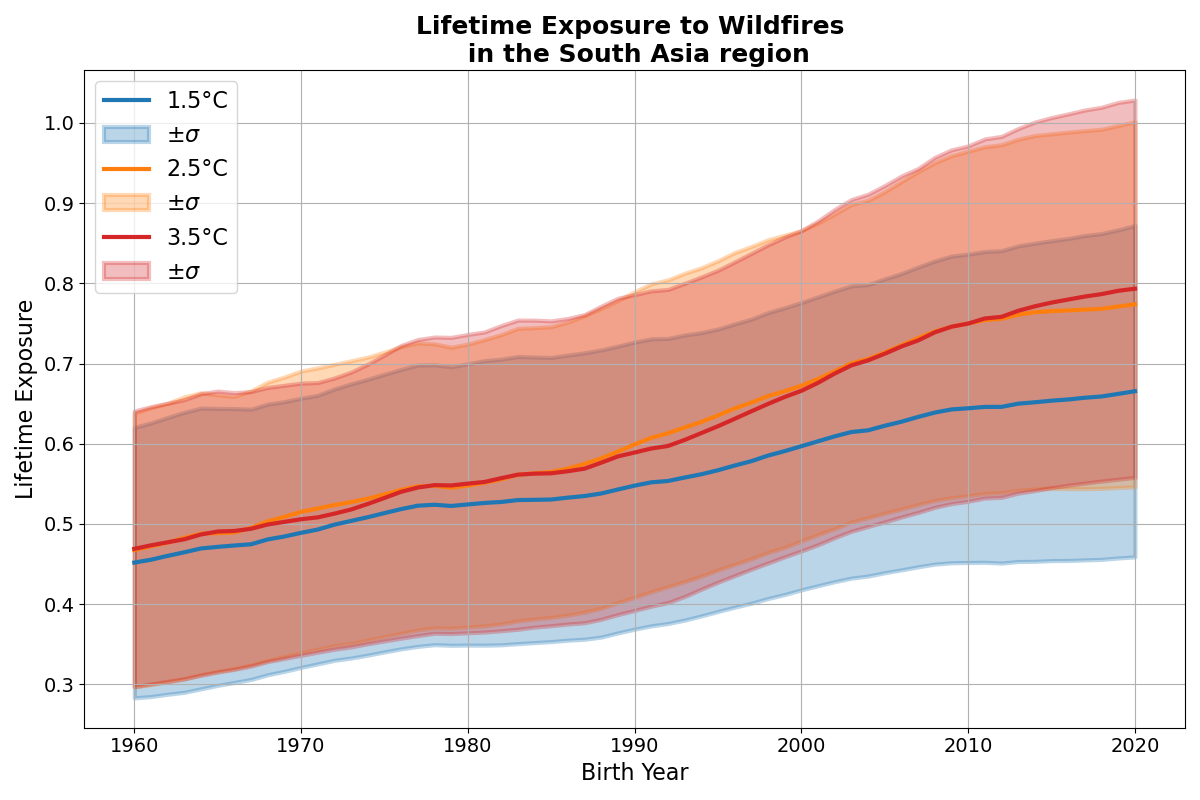 Lifetime Exposure to Wildfires
in the South Asia region
1.5°C
±σ
2.5°C
±σ
3.5°C
±σ
Lifetime Exposure
1.0
0.9
0.8
0.7
0.6
0.5
0.4
0.3
1960 1970 1980 1990 2000 2010 2020
Birth Year